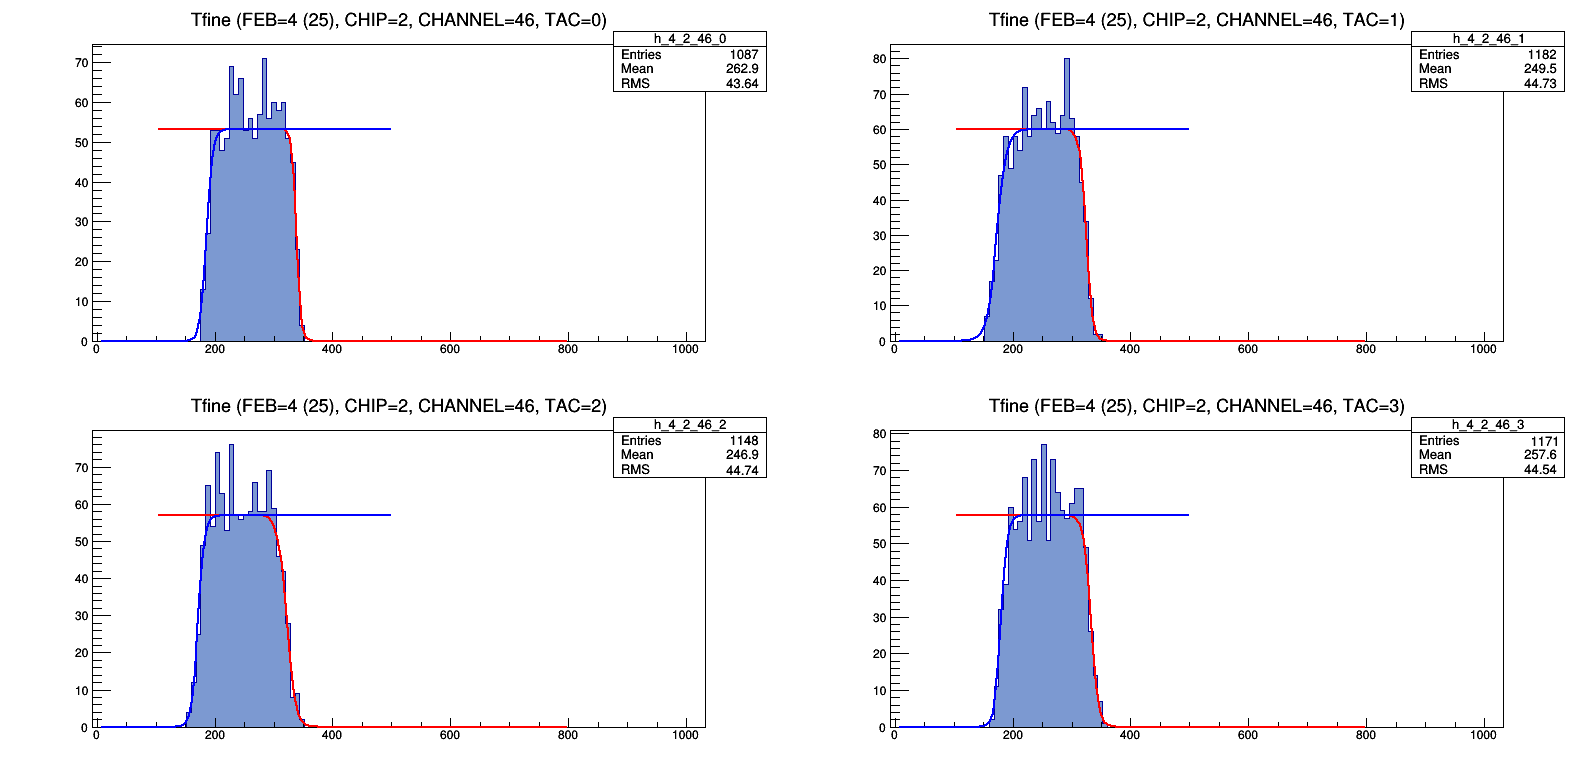 Tfine (FEB=4 (25), CHIP=2, CHANNEL=46, TAC=0)
h_4_2_46_0
Entries 1087
Mean 262.9
RMS 43.64
70
60
50
40
30
20
10
0
0 200 400 600 800 1000
Tfine (FEB=4 (25), CHIP=2, CHANNEL=46, TAC=1)
h_4_2_46_1
Entries 1182
Mean 249.5
RMS 44.73
80
70
60
50
40
30
20
10
0
0 200 400 600 800 1000
Tfine (FEB=4 (25), CHIP=2, CHANNEL=46, TAC=2)
h_4_2_46_2
Entries 1148
Mean 246.9
RMS 44.74
70
60
50
40
30
20
10
0
0 200 400 600 800 1000
Tfine (FEB=4 (25), CHIP=2, CHANNEL=46, TAC=3)
h_4_2_46_3
Entries 1171
Mean 257.6
RMS 44.54
80
70
60
50
40
30
20
10
0
0 200 400 600 800 1000